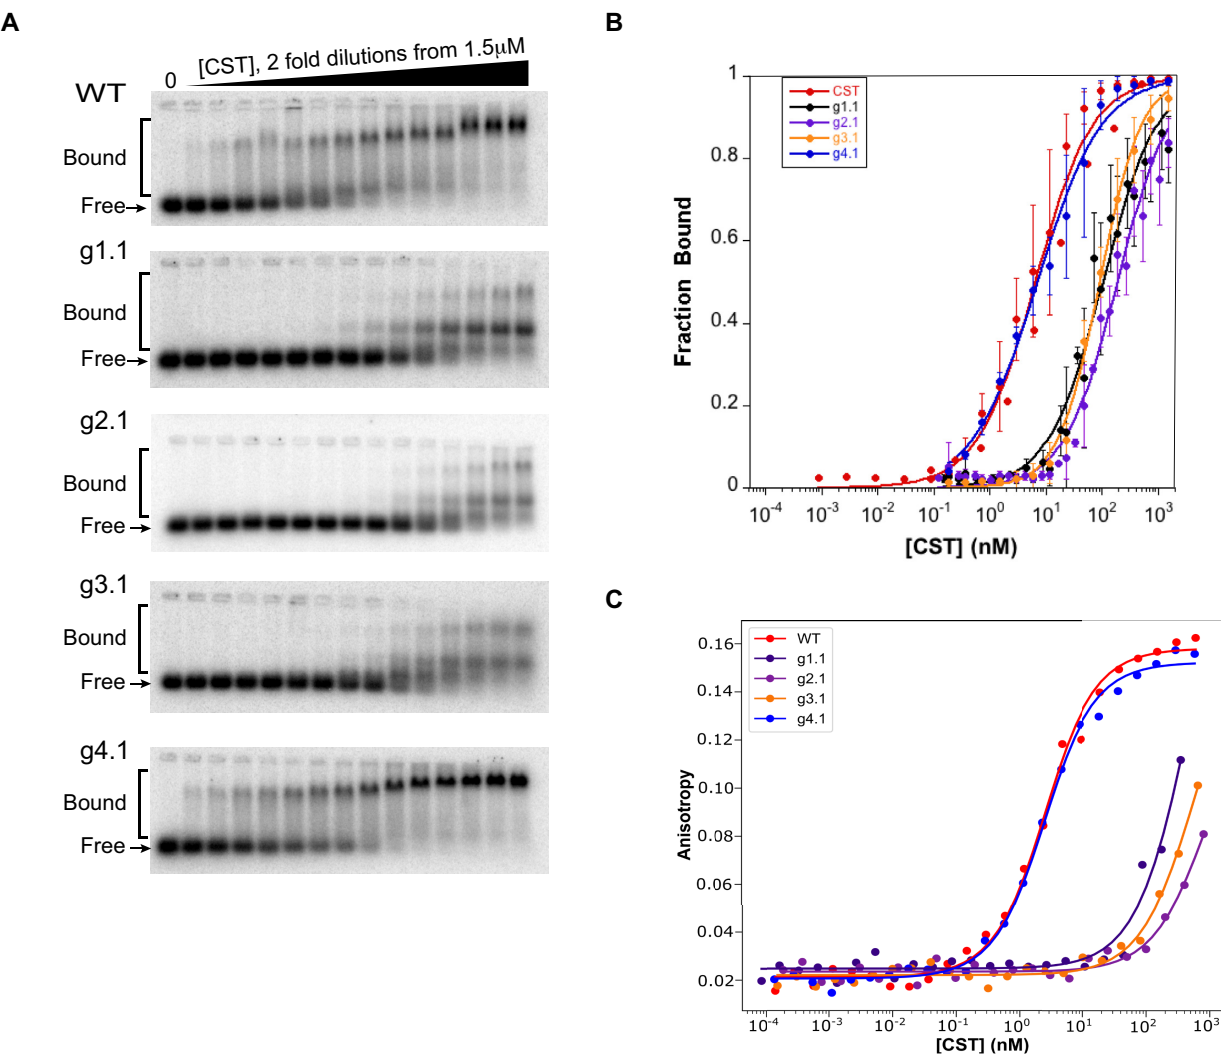 A
[CST], 2 fold dilutions from 1.5μM
0
WT
Bound
Free
g1.1
Bound
Free
g2.1
Bound
Free
g3.1
Bound
Free
g4.1
Bound
Free
B
CST
g1.1
g2.1
g3.1
g4.1
Fraction Bound
1
0.8
0.6
0.4
0.2
0
10-4 10-3 10-2 10-1 100 101 102 103
[CST] (nM)
C
WT
g1.1
g2.1
g3.1
g4.1
Anisotropy
0.16
0.14
0.12
0.10
0.08
0.06
0.04
0.02
10-4 10-3 10-2 10-1 100 101 102 103
[CST] (nM)